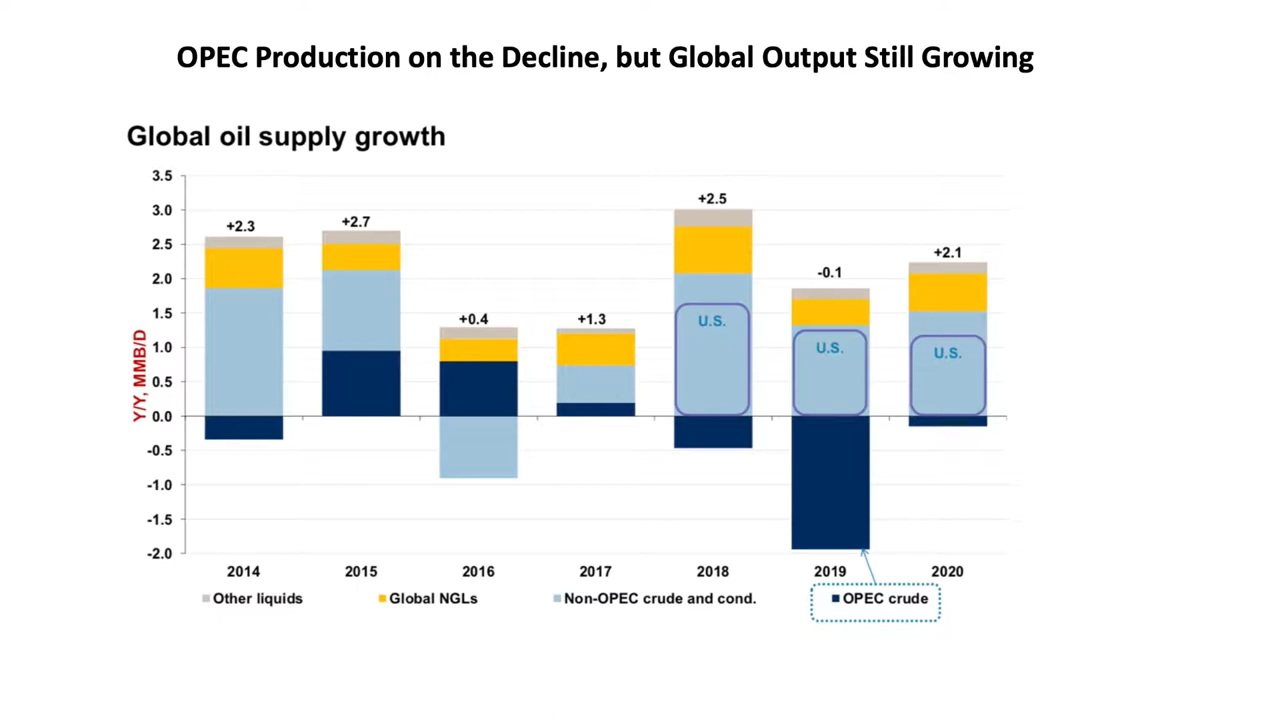 OPEC Production on the Decline, but Global Output Still Growing
Global oil supply growth
Y/Y, MMB/D
3.5
3.0
2.5
2.0
1.5
1.0
0.5
0.0
-0.5
-1.0
-1.5
-2.0
+2.3
+2.7
+0.4
+1.3
+2.5
-0.1
+2.1
U.S.
U.S.
U.S.
2014 2015 2016 2017 2018 2019 2020
Other liquids Global NGLs Non-OPEC crude and cond. OPEC crude